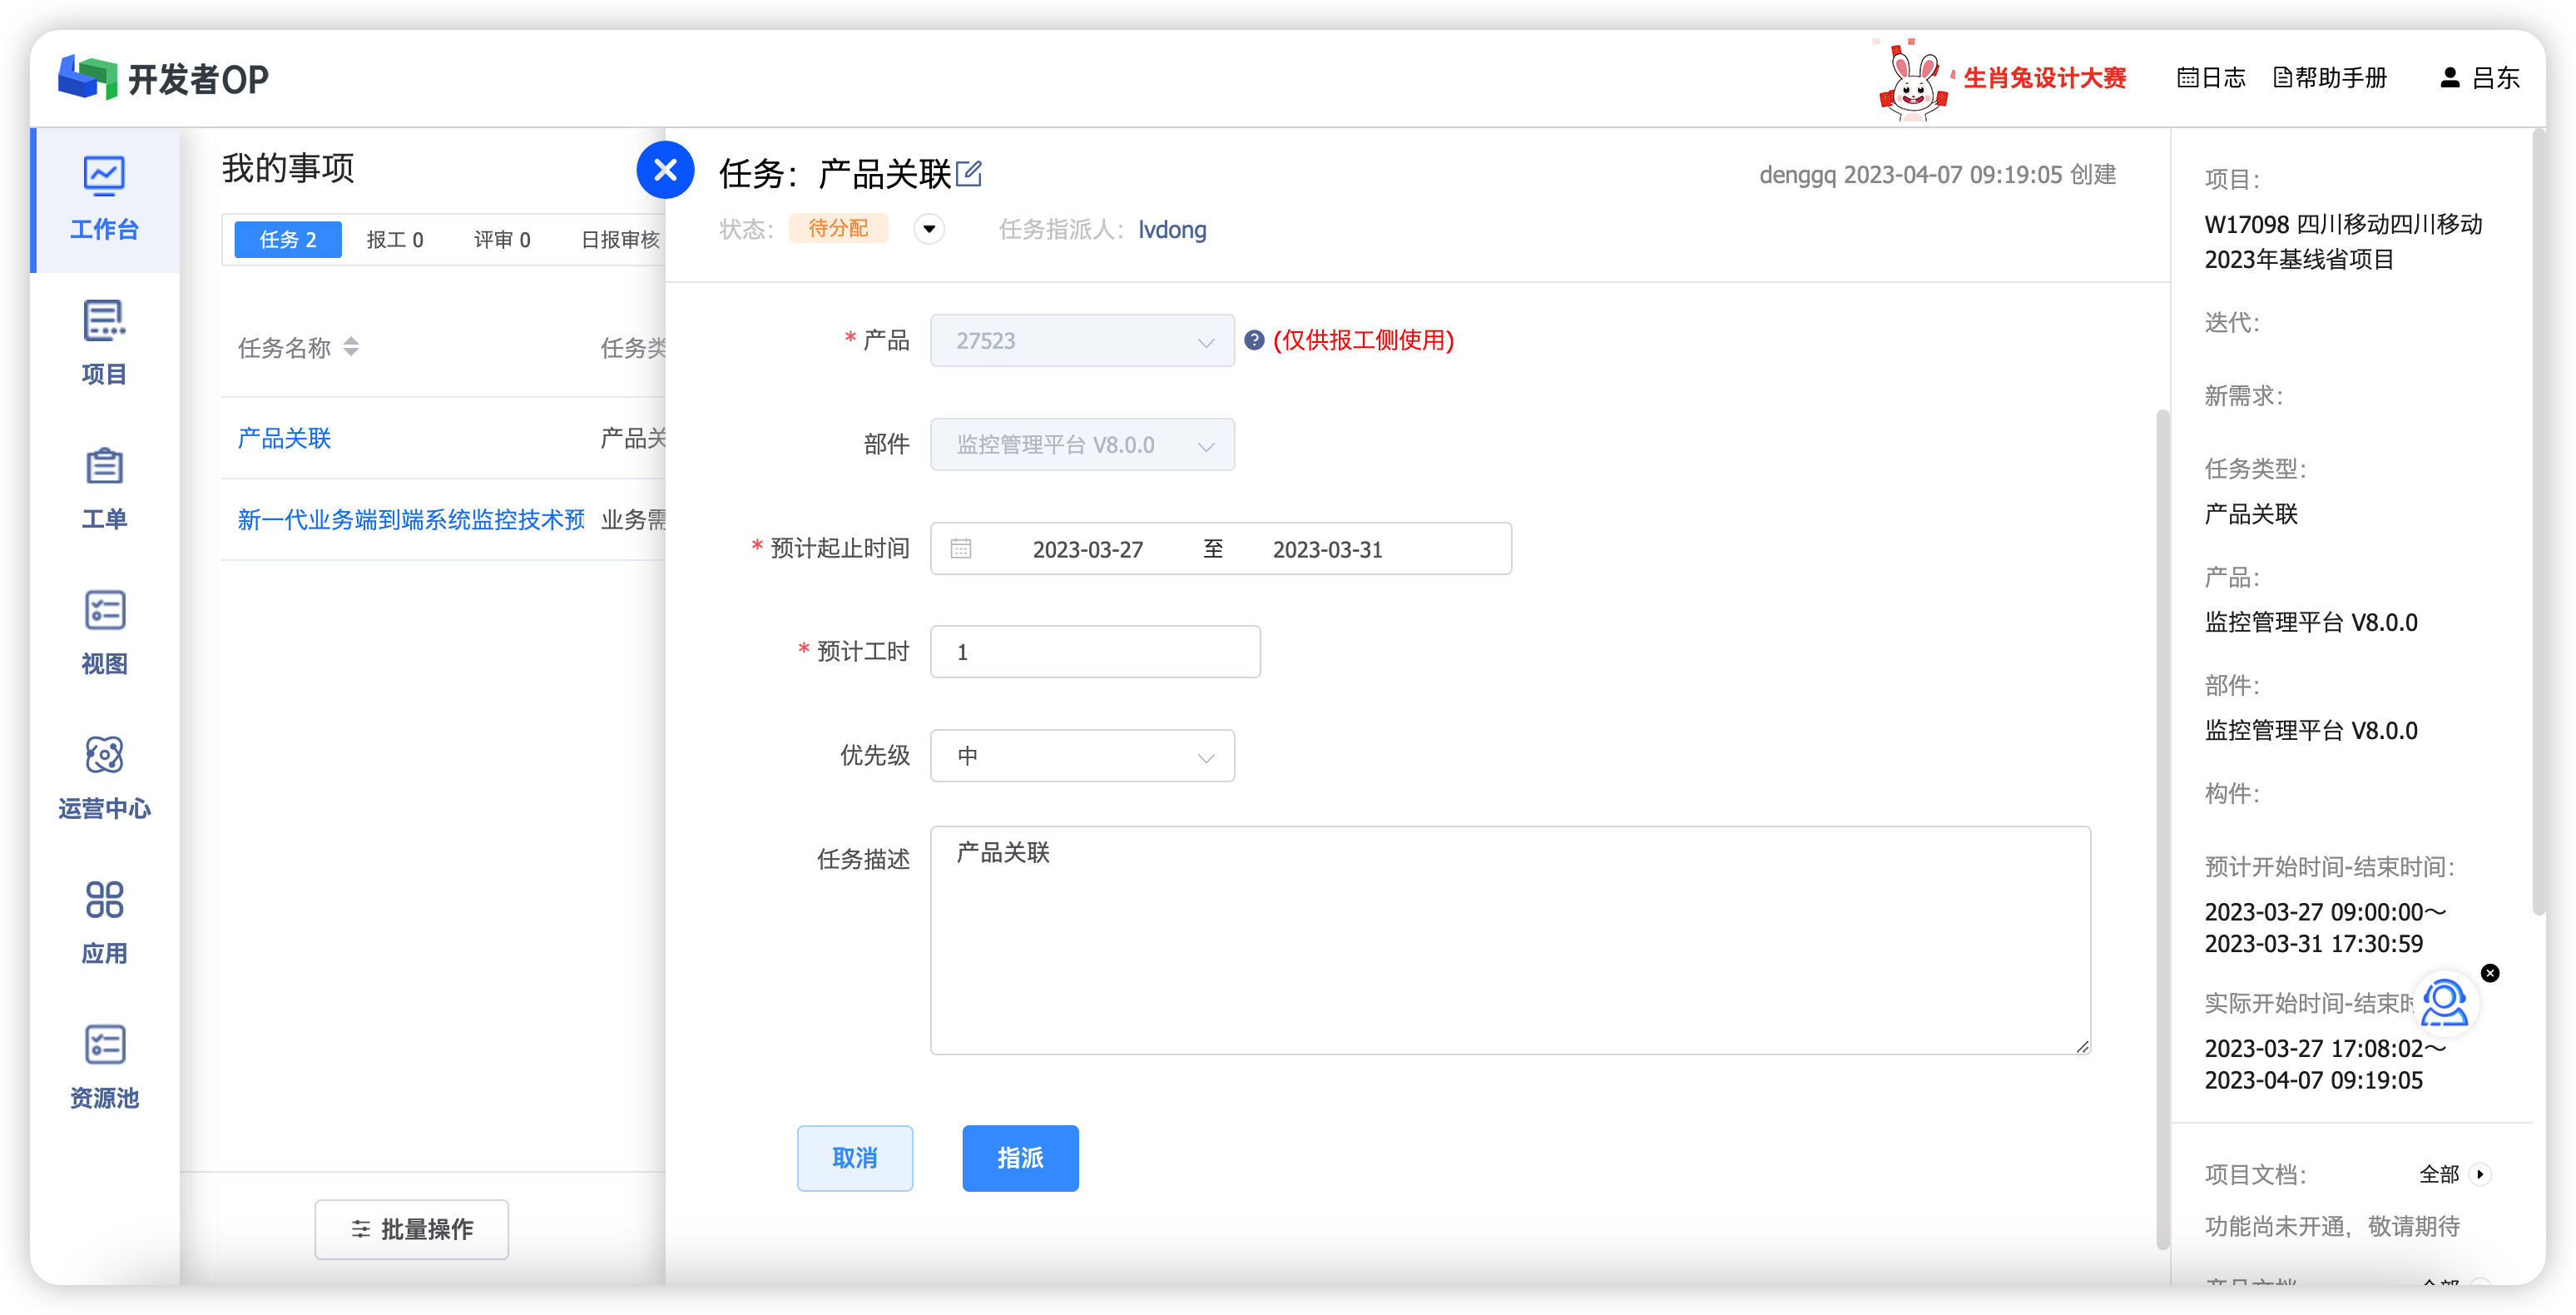 开发者OP
生肖兔设计大赛
日志
帮助手册
吕东
工作台
项目
工单
视图
运营中心
应用
资源池
我的事项
任务 2 报工 0 评审 0 日报审核
任务名称 任务类
产品关联 产品关
新一代业务端到端系统监控技术预 业务需
批量操作
任务：产品关联
denggq 2023-04-07 09:19:05 创建
状态： 待分配 任务指派人： lvdong
* 产品 27523 (仅供报工侧使用)
部件 监控管理平台 V8.0.0
* 预计起止时间 2023-03-27 至 2023-03-31
* 预计工时 1
优先级 中
任务描述 产品关联
取消 指派
项目：
W17098 四川移动四川移动
2023年基线省项目
迭代：
新需求：
任务类型：
产品关联
产品：
监控管理平台 V8.0.0
部件：
监控管理平台 V8.0.0
构件：
预计开始时间-结束时间：
2023-03-27 09:00:00～
2023-03-31 17:30:59
实际开始时间-结束时
2023-03-27 17:08:02～
2023-04-07 09:19:05
项目文档： 全部
功能尚未开通，敬请期待